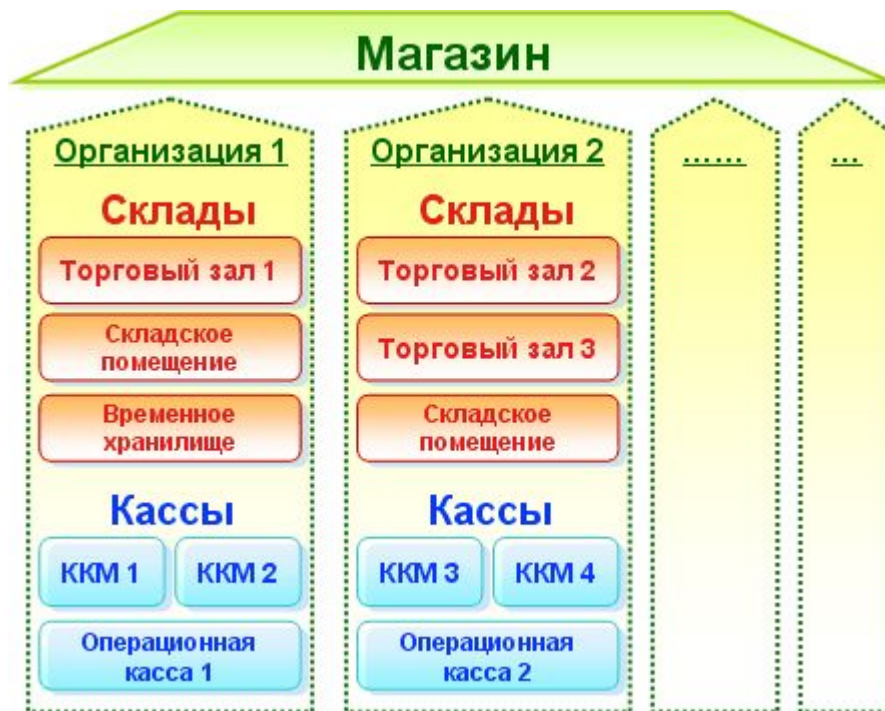 Магазин
Организация 1
Склады
Торговый зал 1
Складское
помещение
Временное
хранилище
Кассы
ККМ 1
ККМ 2
Операционная
касса 1
Организация 2
Склады
Торговый зал 2
Торговый зал 3
Складское
помещение
Кассы
ККМ 3
ККМ 4
Операционная
касса 2
......
...